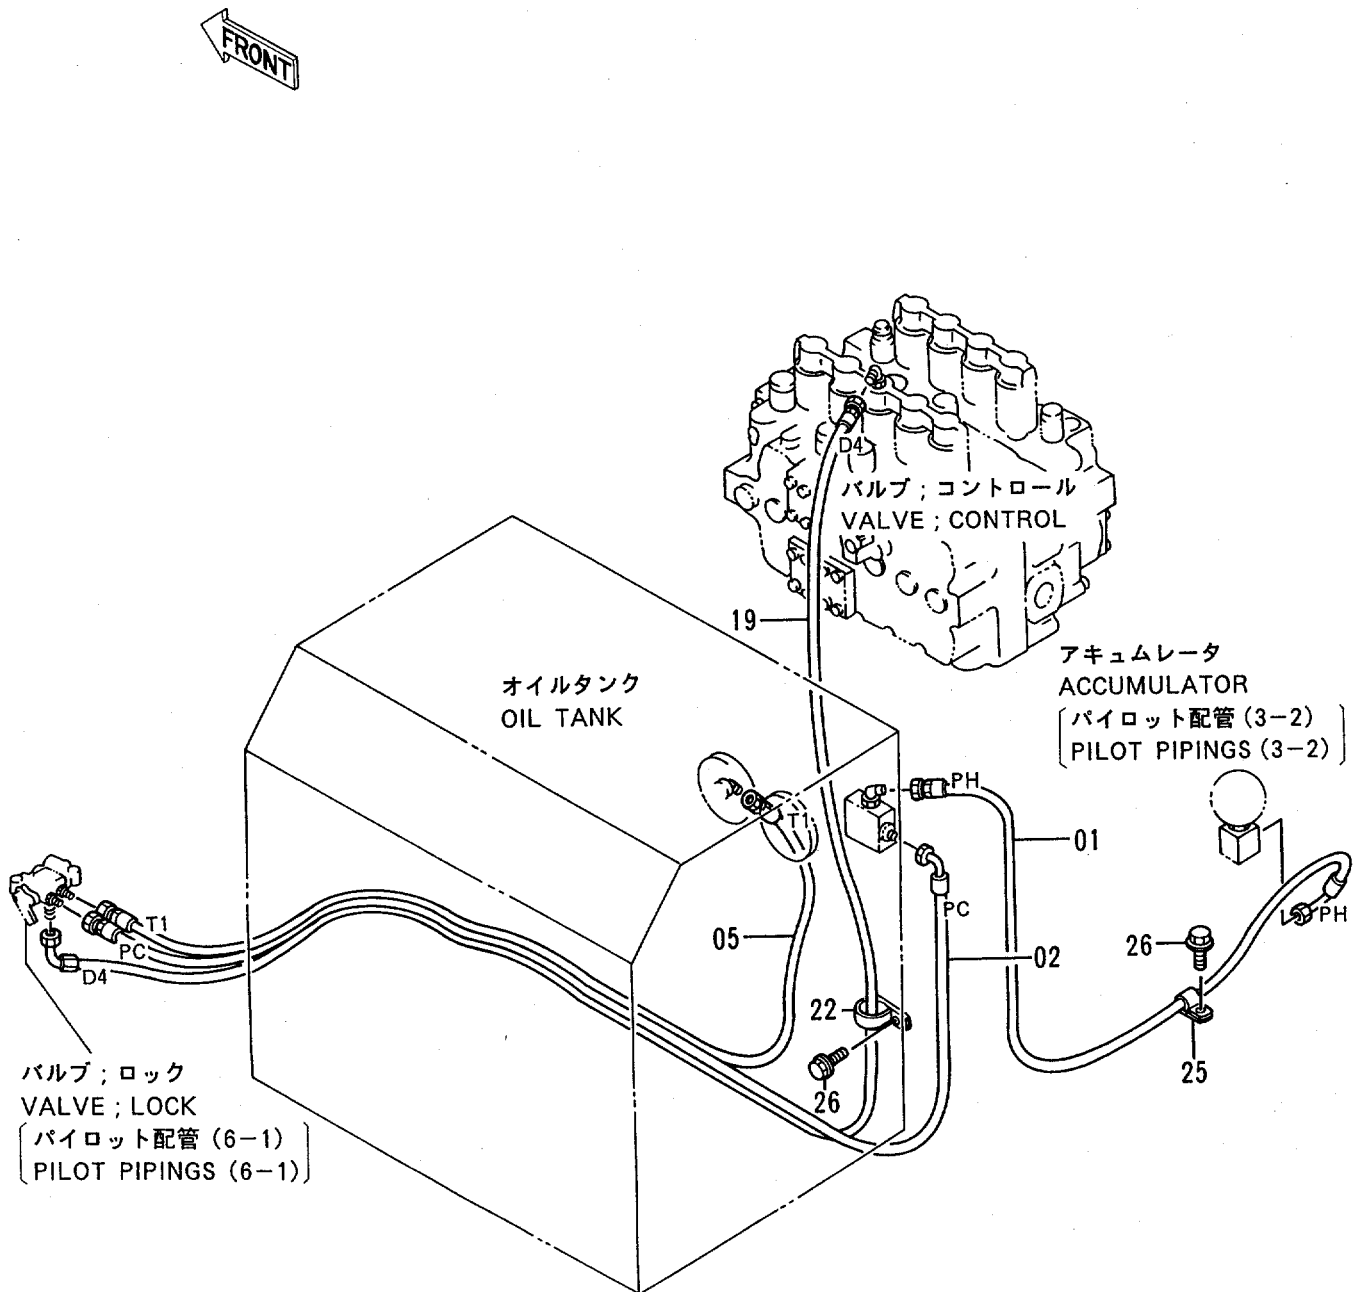 FRONT
D4
バルブ；コントロール
VALVE；CONTROL
19
アキュムレータ
ACCUMULATOR
パイロット配管 (3-2)
PILOT PIPINGS (3-2)
オイルタンク
OIL TANK
PH
T1
01
PH
PC
26
T1
PC
D4
05
02
22
25
26
バルブ；ロック
VALVE；LOCK
パイロット配管 (6-1)
PILOT PIPINGS (6-1)